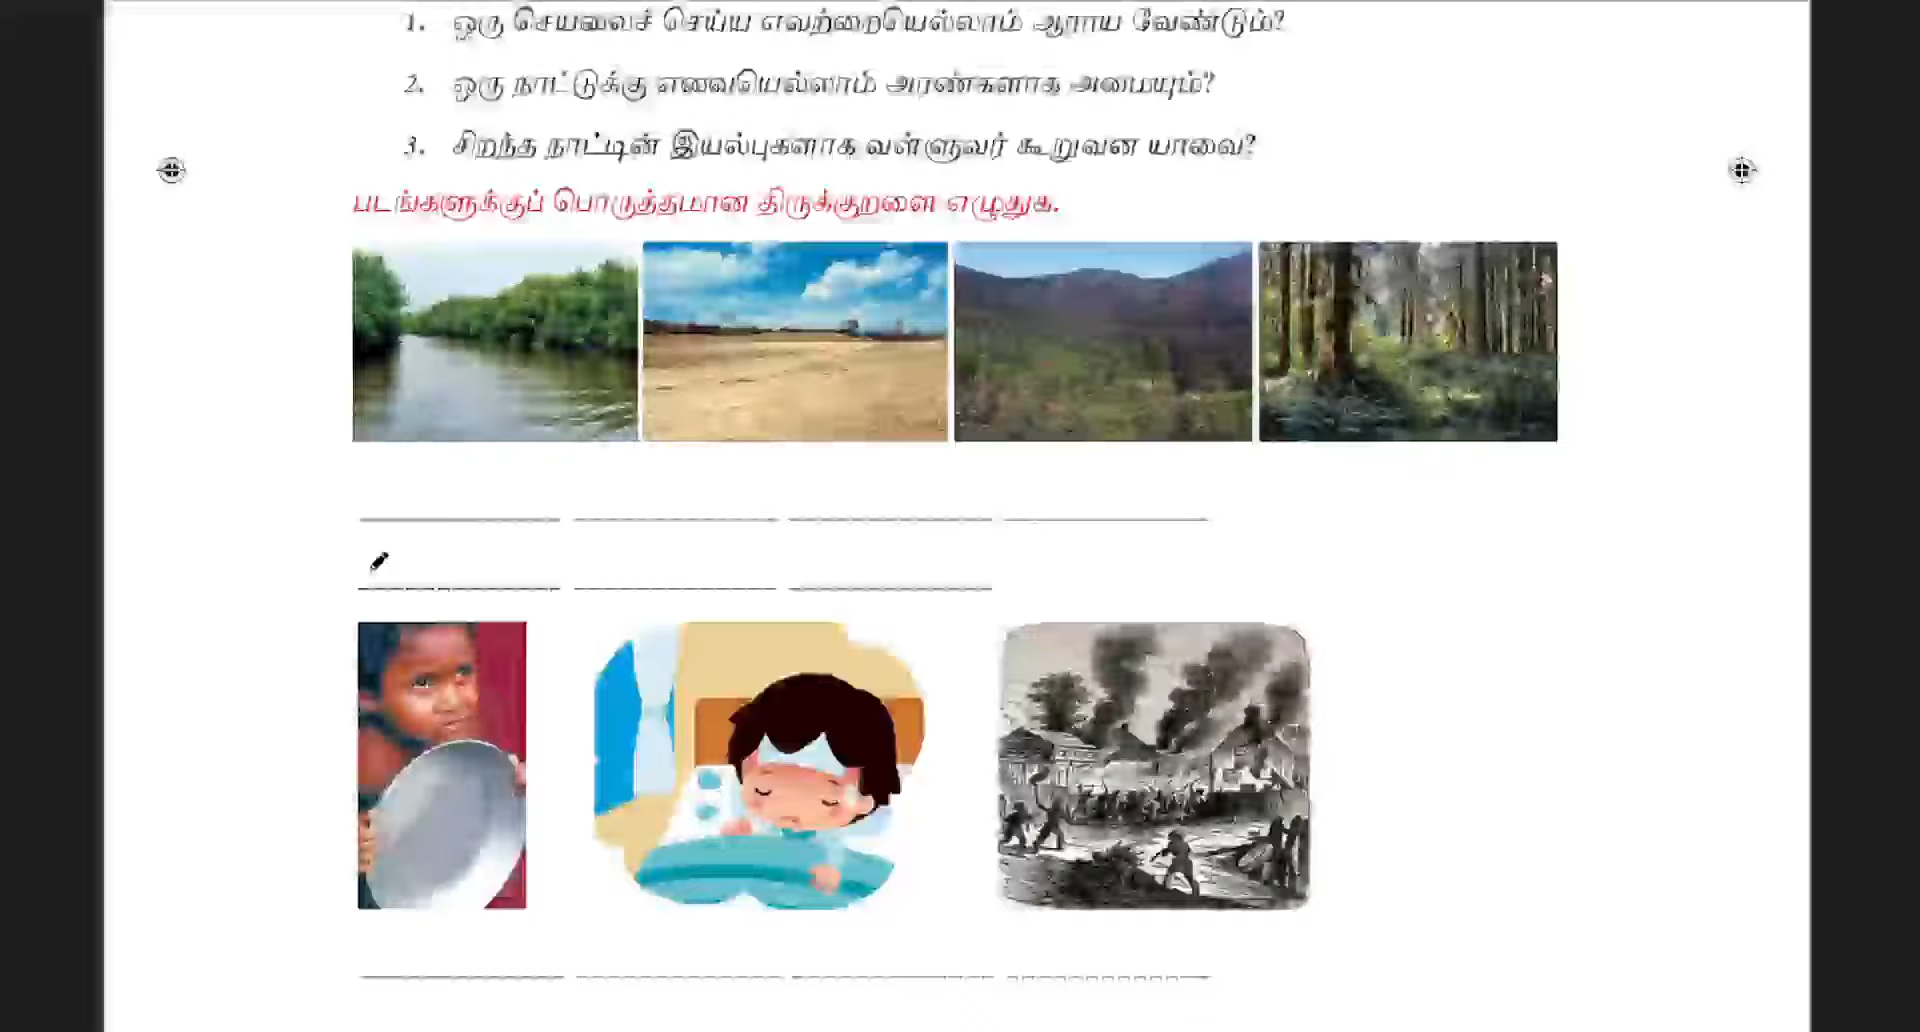 1. ஒரு செயலைச் செய்ய எவற்றையெல்லாம் ஆராய வேண்டும்?
2. ஒரு நாட்டுக்கு எவையெல்லாம் அரண்களாக அமையும்?
3. சிறந்த நாட்டின் இயல்புகளாக வள்ளுவர் கூறுவன யாவை?
படங்களுக்குப் பொருத்தமான திருக்குறளை எழுதுக.